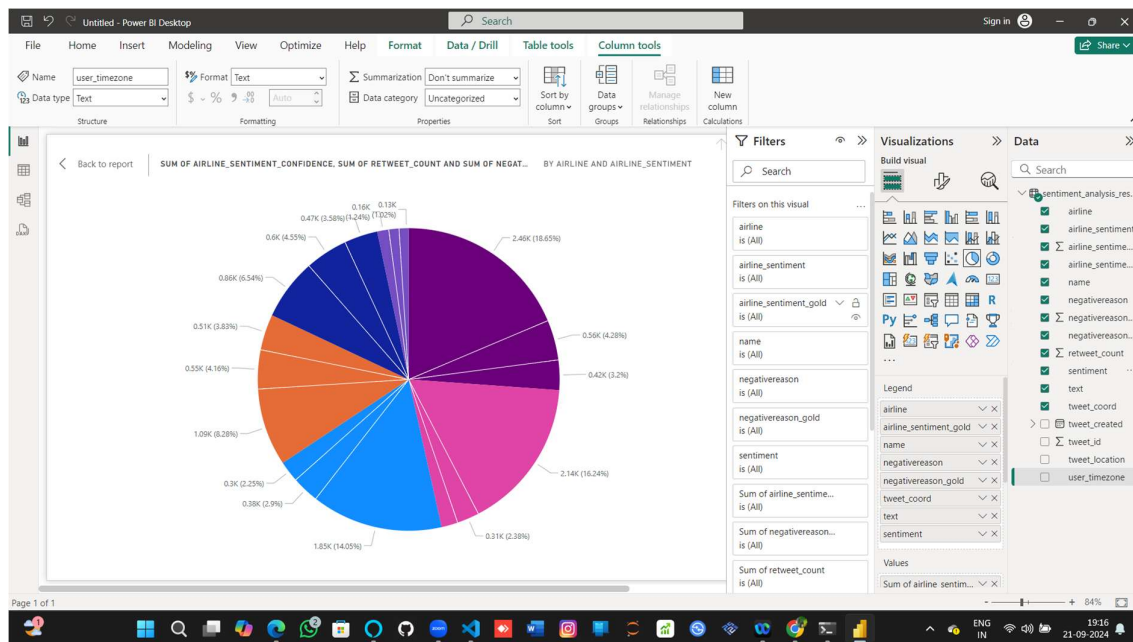 Untitled - Power BI Desktop
Search
Sign in
File Home Insert Modeling View Optimize Help Format Data / Drill Table tools Column tools
Share
Name user_timezone
Data type Text
Structure
Format Text
Auto
Formatting
Summarization Don't summarize
Data category Uncategorized
Properties
Sort by column
Sort
Data groups
Groups
Manage relationships
Relationships
New column
Calculations
Back to report
SUM OF AIRLINE_SENTIMENT_CONFIDENCE, SUM OF RETWEET_COUNT AND SUM OF NEGAT...
BY AIRLINE AND AIRLINE_SENTIMENT
0.16K
0.13K
(1.02%)
(1.24%)
0.47K (3.58%)
0.6K (4.55%)
0.86K (6.54%)
0.51K (3.83%)
0.55K (4.16%)
1.09K (8.28%)
0.3K (2.25%)
0.38K (2.9%)
1.85K (14.05%)
0.31K (2.38%)
2.14K (16.24%)
0.42K (3.2%)
0.56K (4.28%)
2.46K (18.65%)
Filters
Search
Filters on this visual
...
airline
is (All)
airline_sentiment
is (All)
airline_sentiment_gold
is (All)
name
is (All)
negativereason
is (All)
negativereason_gold
is (All)
sentiment
is (All)
Sum of airline_sentime...
is (All)
Sum of negativereason...
is (All)
Sum of retweet_count
is (All)
Visualizations
Build visual
R
Py
...
Legend
airline
airline_sentiment_gold
name
negativereason
negativereason_gold
tweet_coord
text
sentiment
Values
Sum of airline sentim...
Data
Search
sentiment_analysis_res...
airline
airline_sentiment
airline_sentime...
airline_sentime...
name
negativereason
negativereason...
negativereason...
retweet_count
sentiment
text
tweet_coord
tweet_created
tweet_id
tweet_location
user_timezone
Page 1 of 1
84%
ENG
IN
19:16
21-09-2024